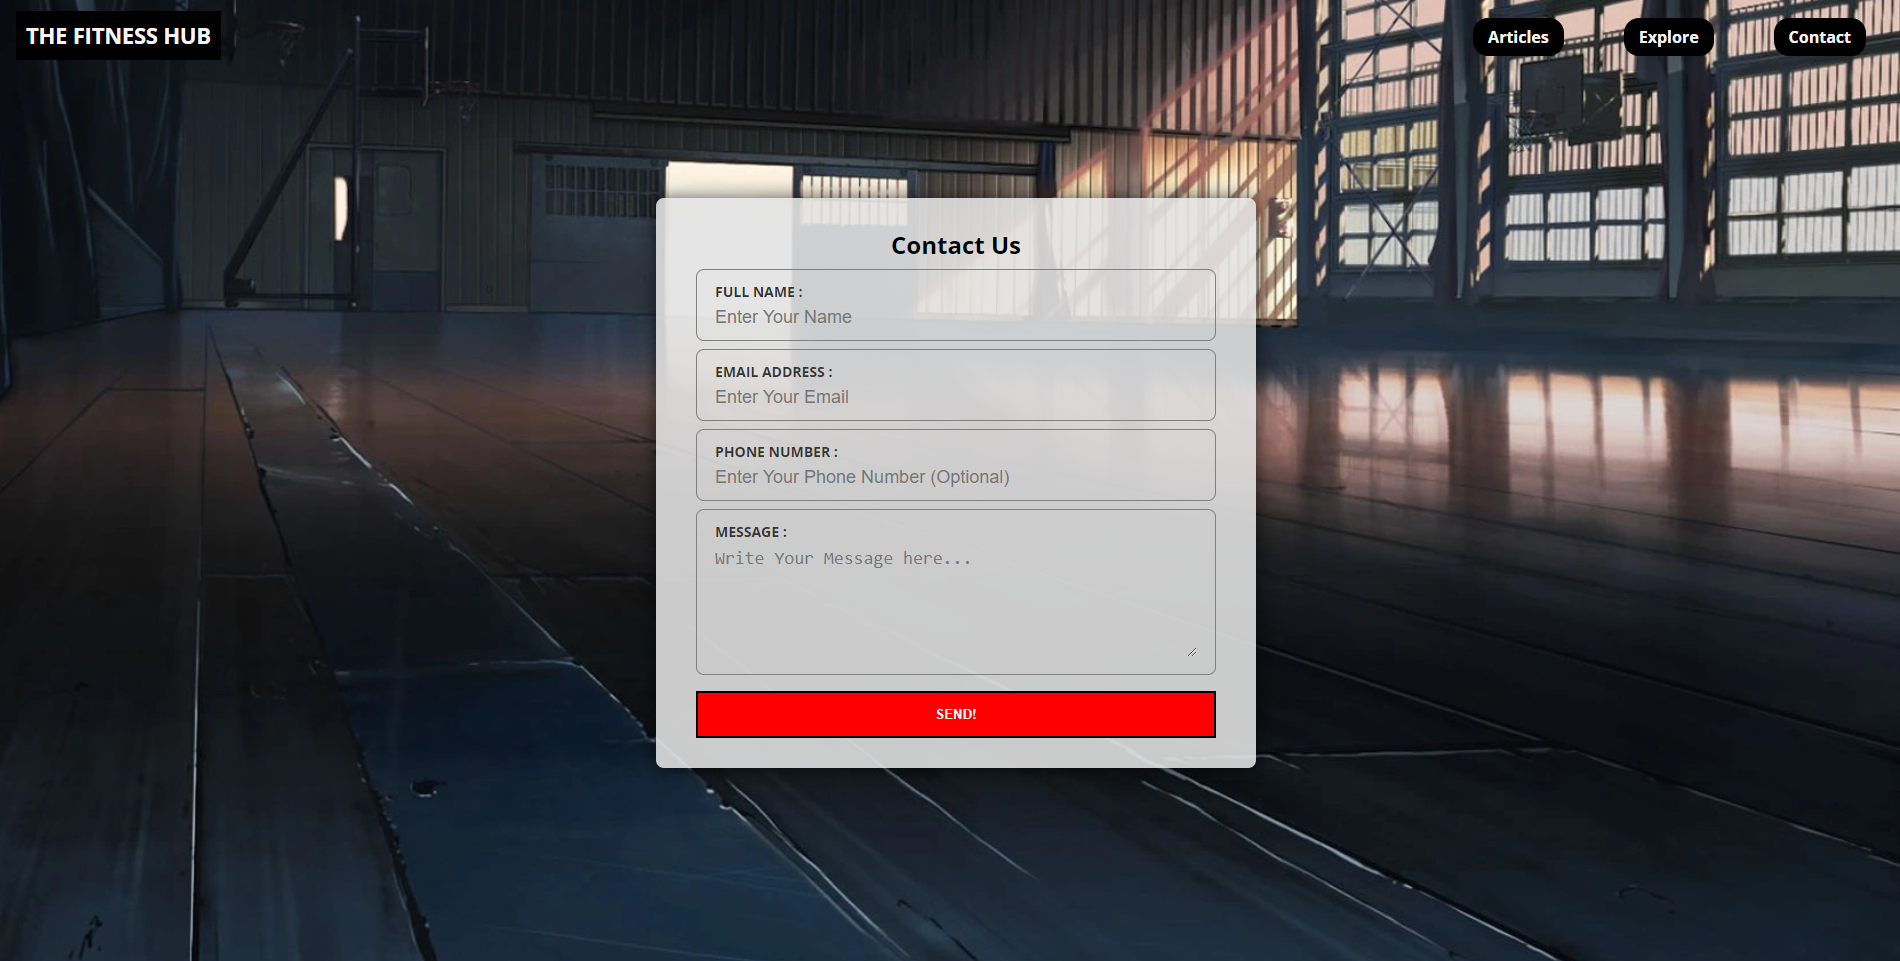 THE FITNESS HUB
Articles
Explore
Contact
Contact Us
FULL NAME :
Enter Your Name
EMAIL ADDRESS :
Enter Your Email
PHONE NUMBER :
Enter Your Phone Number (Optional)
MESSAGE :
Write Your Message here...
SEND!